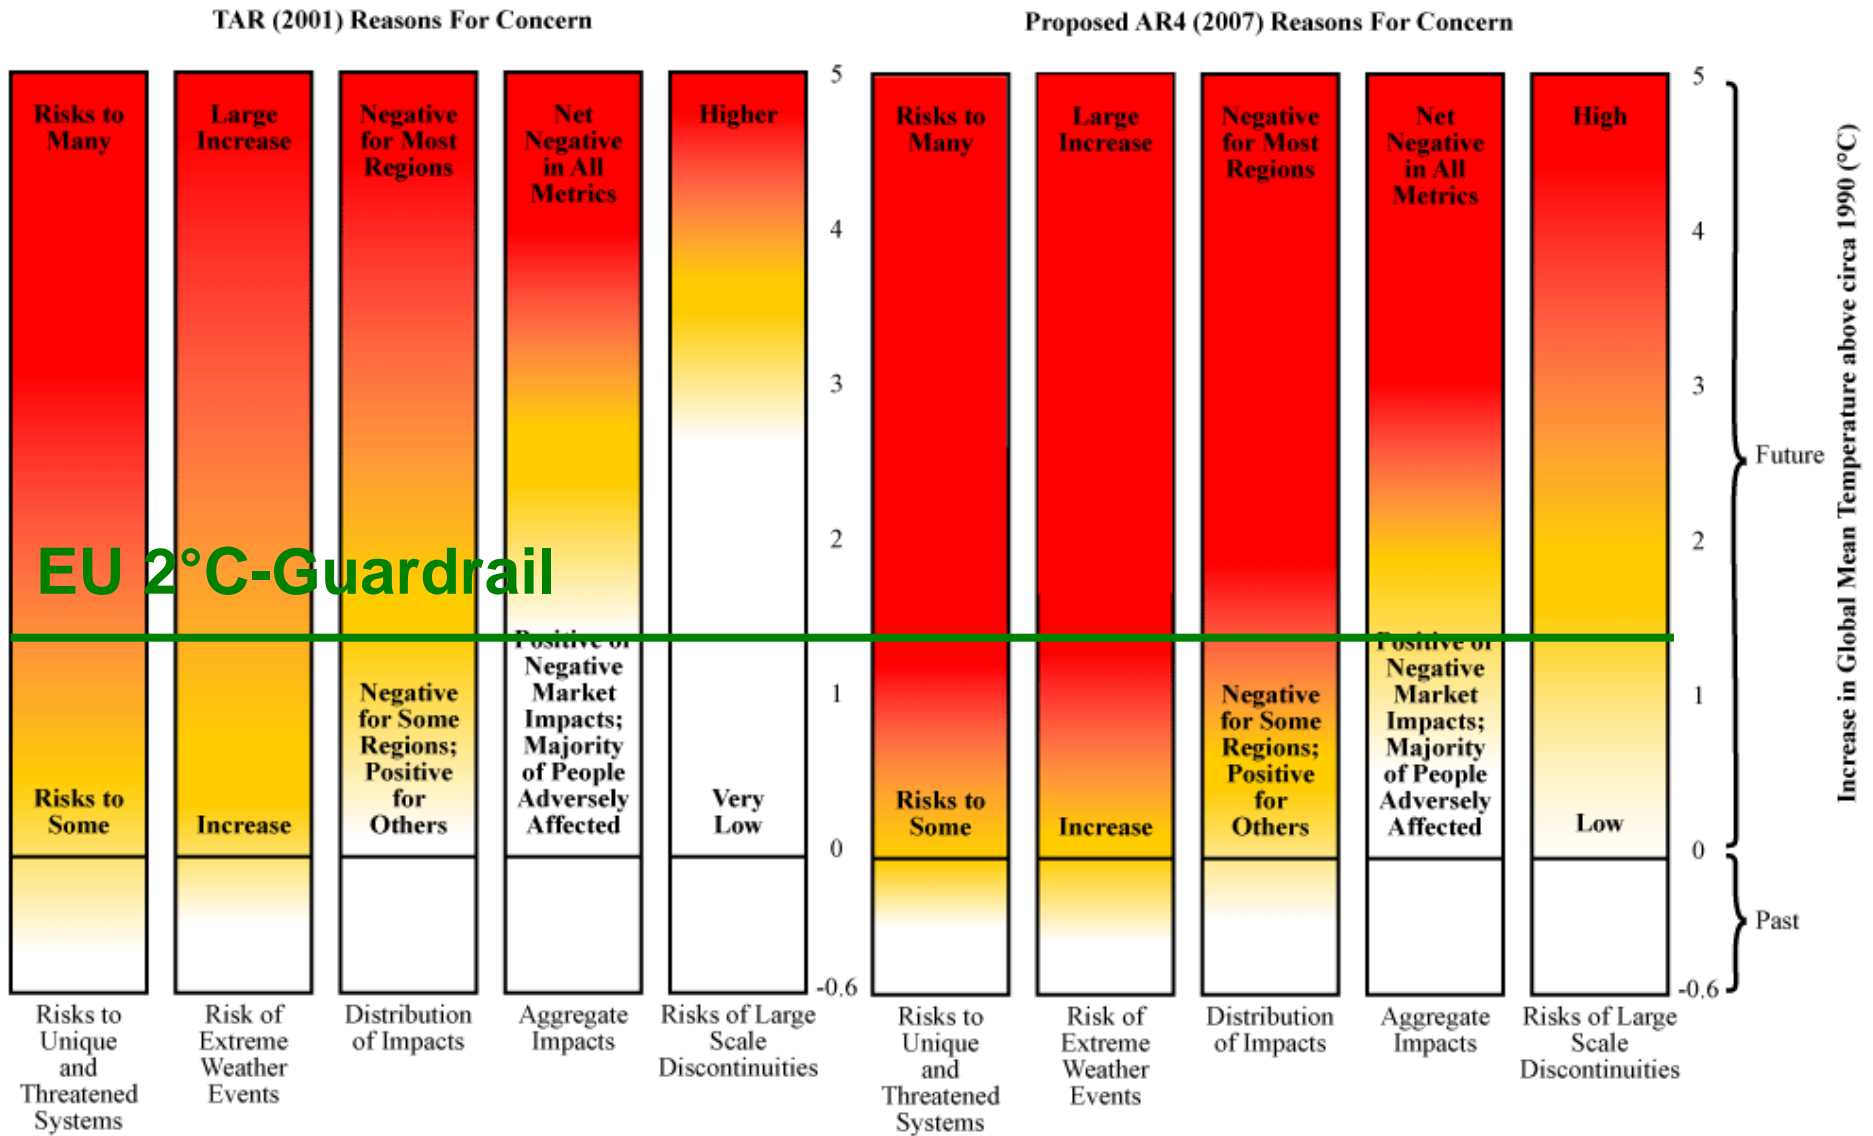 TAR (2001) Reasons For Concern
Risks to
Many
Large
Increase
Negative
for Most
Regions
Net
Negative
in All
Metrics
Higher
5
4
3
2
1
0
-0.6
EU 2°C-Guardrail
Risks to
Some
Increase
Negative
for Some
Regions;
Positive
for
Others
Positive or
Negative
Market
Impacts;
Majority
of People
Adversely
Affected
Very
Low
Risks to
Unique
and
Threatened
Systems
Risk of
Extreme
Weather
Events
Distribution
of Impacts
Aggregate
Impacts
Risks of Large
Scale
Discontinuities
Proposed AR4 (2007) Reasons For Concern
Risks to
Many
Large
Increase
Negative
for Most
Regions
Net
Negative
in All
Metrics
High
5
4
3
2
1
0
-0.6
Risks to
Some
Increase
Negative
for Some
Regions;
Positive
for
Others
Positive or
Negative
Market
Impacts;
Majority
of People
Adversely
Affected
Low
Risks to
Unique
and
Threatened
Systems
Risk of
Extreme
Weather
Events
Distribution
of Impacts
Aggregate
Impacts
Risks of Large
Scale
Discontinuities
Future
Past
Increase in Global Mean Temperature above circa 1990 (°C)